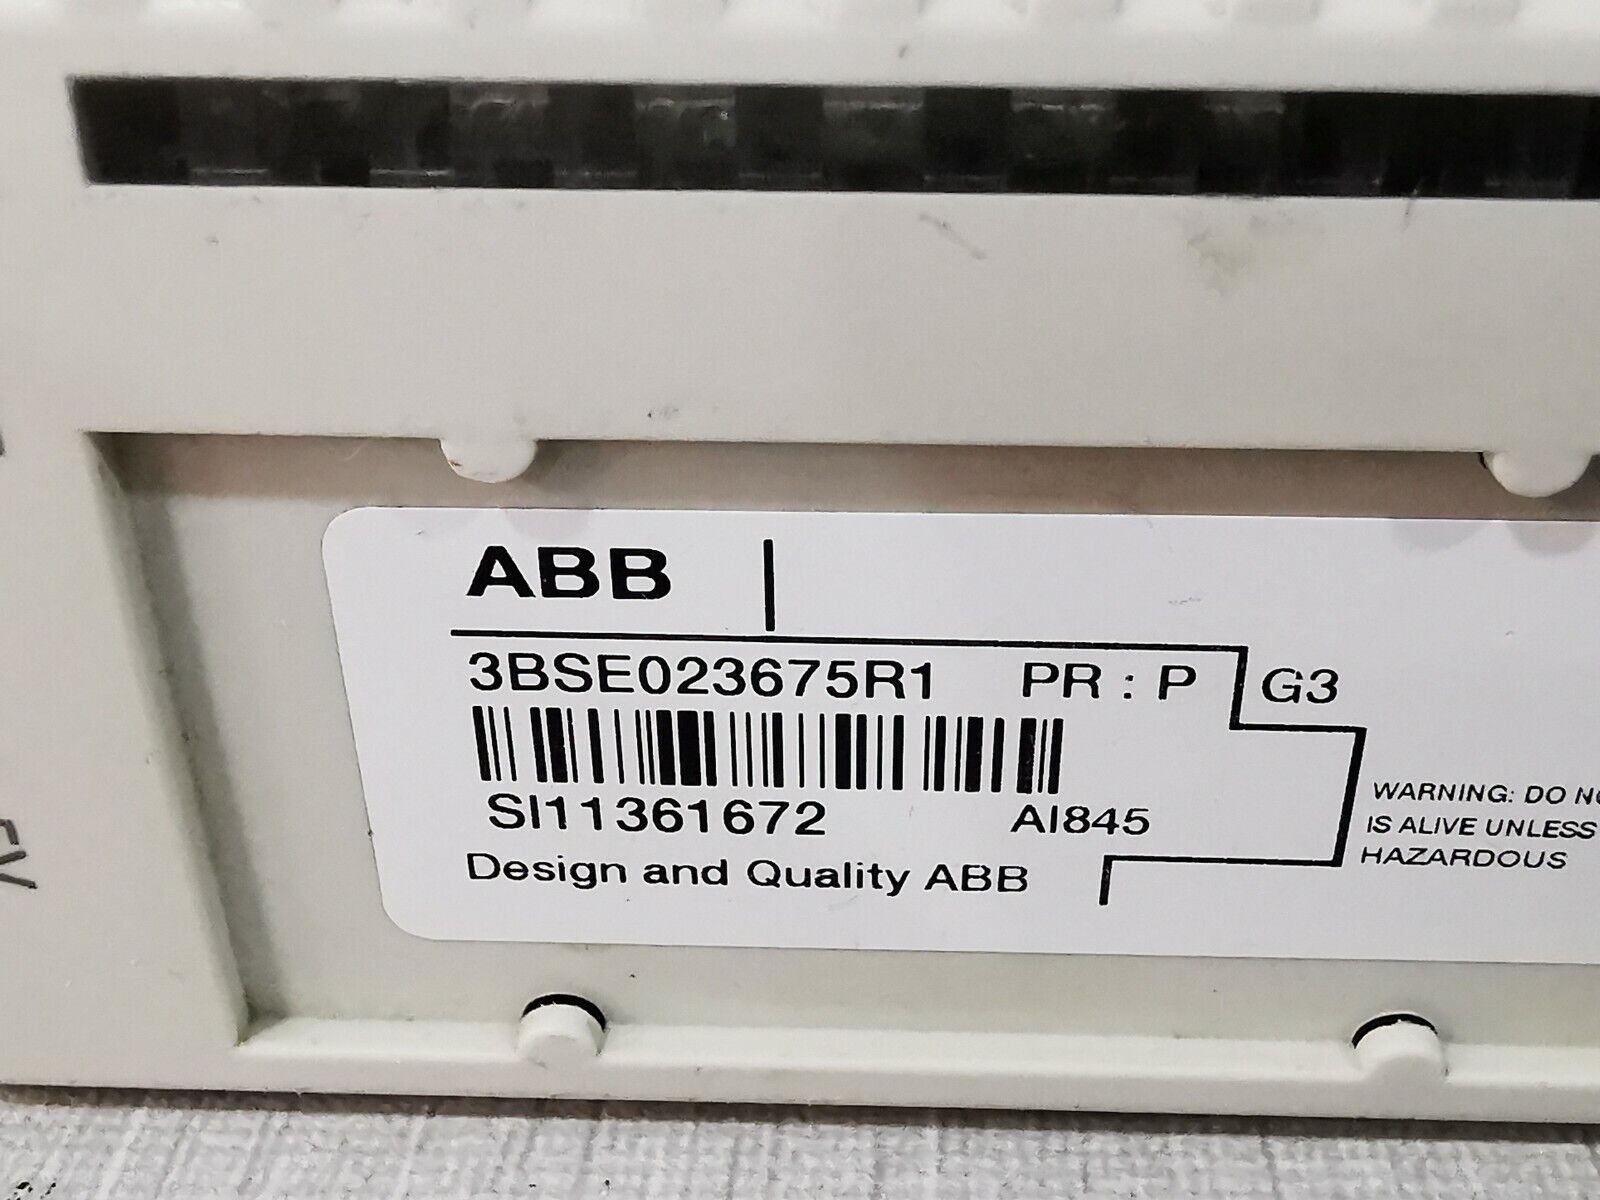 ABB
3BSE023675R1 PR : P G3
SI11361672 AI845
Design and Quality ABB
WARNING: DO
IS ALIVE UNLESS
HAZARDOUS